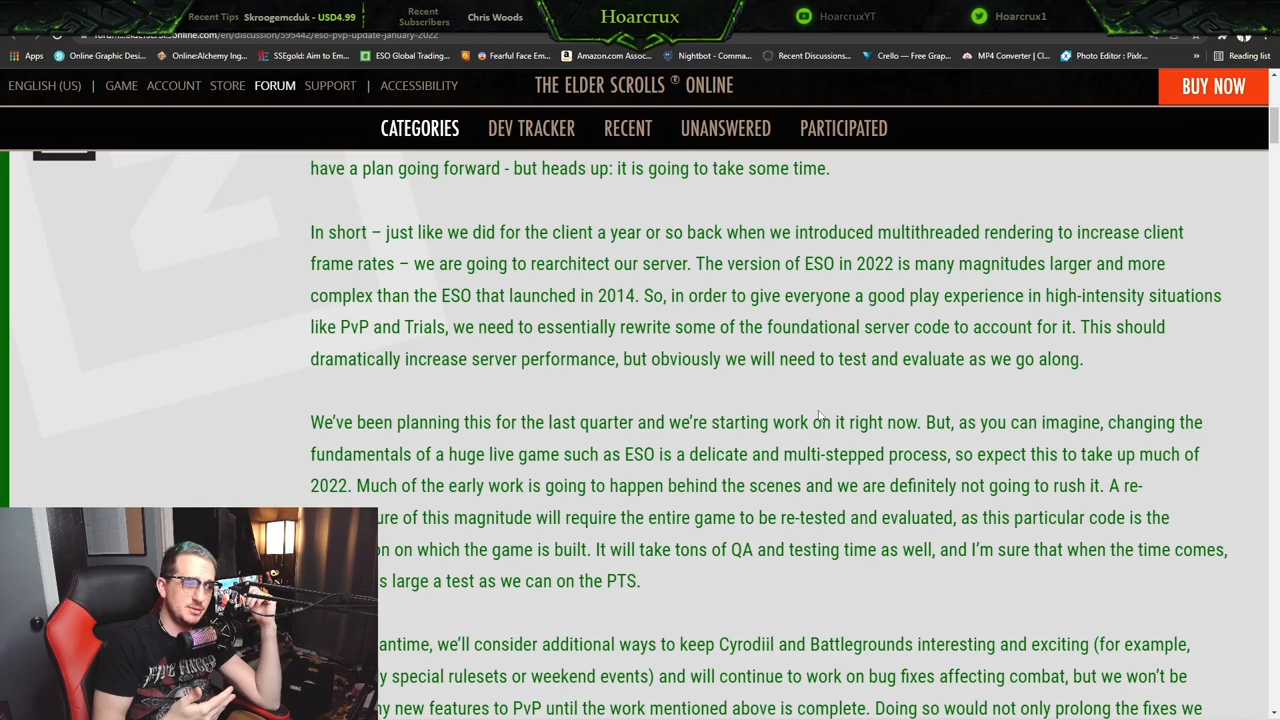 Recent Tips Skroogemcduk - USD4.99
Recent Subscribers Chris Woods
Hoarcrux
HoarcruxYT
Hoarcrux1
online.com/en/discussion/595442/eso-pvp-update-january-2022
Apps Online Graphic Desi... OnlineAlchemy Ing... SSEgold: Aim to Em... ESO Global Trading... Fearful Face Em... Amazon.com Assoc... Nightbot - Comma... Recent Discussions... Crello — Free Grap... MP4 Converter | Cl... Photo Editor : Pixlr... » Reading list
ENGLISH (US) | GAME ACCOUNT STORE FORUM SUPPORT | ACCESSIBILITY
THE ELDER SCROLLS ® ONLINE
BUY NOW
CATEGORIES DEV TRACKER RECENT UNANSWERED PARTICIPATED
have a plan going forward - but heads up: it is going to take some time.
In short – just like we did for the client a year or so back when we introduced multithreaded rendering to increase client
frame rates – we are going to rearchitect our server. The version of ESO in 2022 is many magnitudes larger and more
complex than the ESO that launched in 2014. So, in order to give everyone a good play experience in high-intensity situations
like PvP and Trials, we need to essentially rewrite some of the foundational server code to account for it. This should
dramatically increase server performance, but obviously we will need to test and evaluate as we go along.
We've been planning this for the last quarter and we're starting work on it right now. But, as you can imagine, changing the
fundamentals of a huge live game such as ESO is a delicate and multi-stepped process, so expect this to take up much of
2022. Much of the early work is going to happen behind the scenes and we are definitely not going to rush it. A re-
ure of this magnitude will require the entire game to be re-tested and evaluated, as this particular code is the
on on which the game is built. It will take tons of QA and testing time as well, and I'm sure that when the time comes,
s large a test as we can on the PTS.
antime, we'll consider additional ways to keep Cyrodiil and Battlegrounds interesting and exciting (for example,
y special rulesets or weekend events) and will continue to work on bug fixes affecting combat, but we won't be
ny new features to PvP until the work mentioned above is complete. Doing so would not only prolong the fixes we